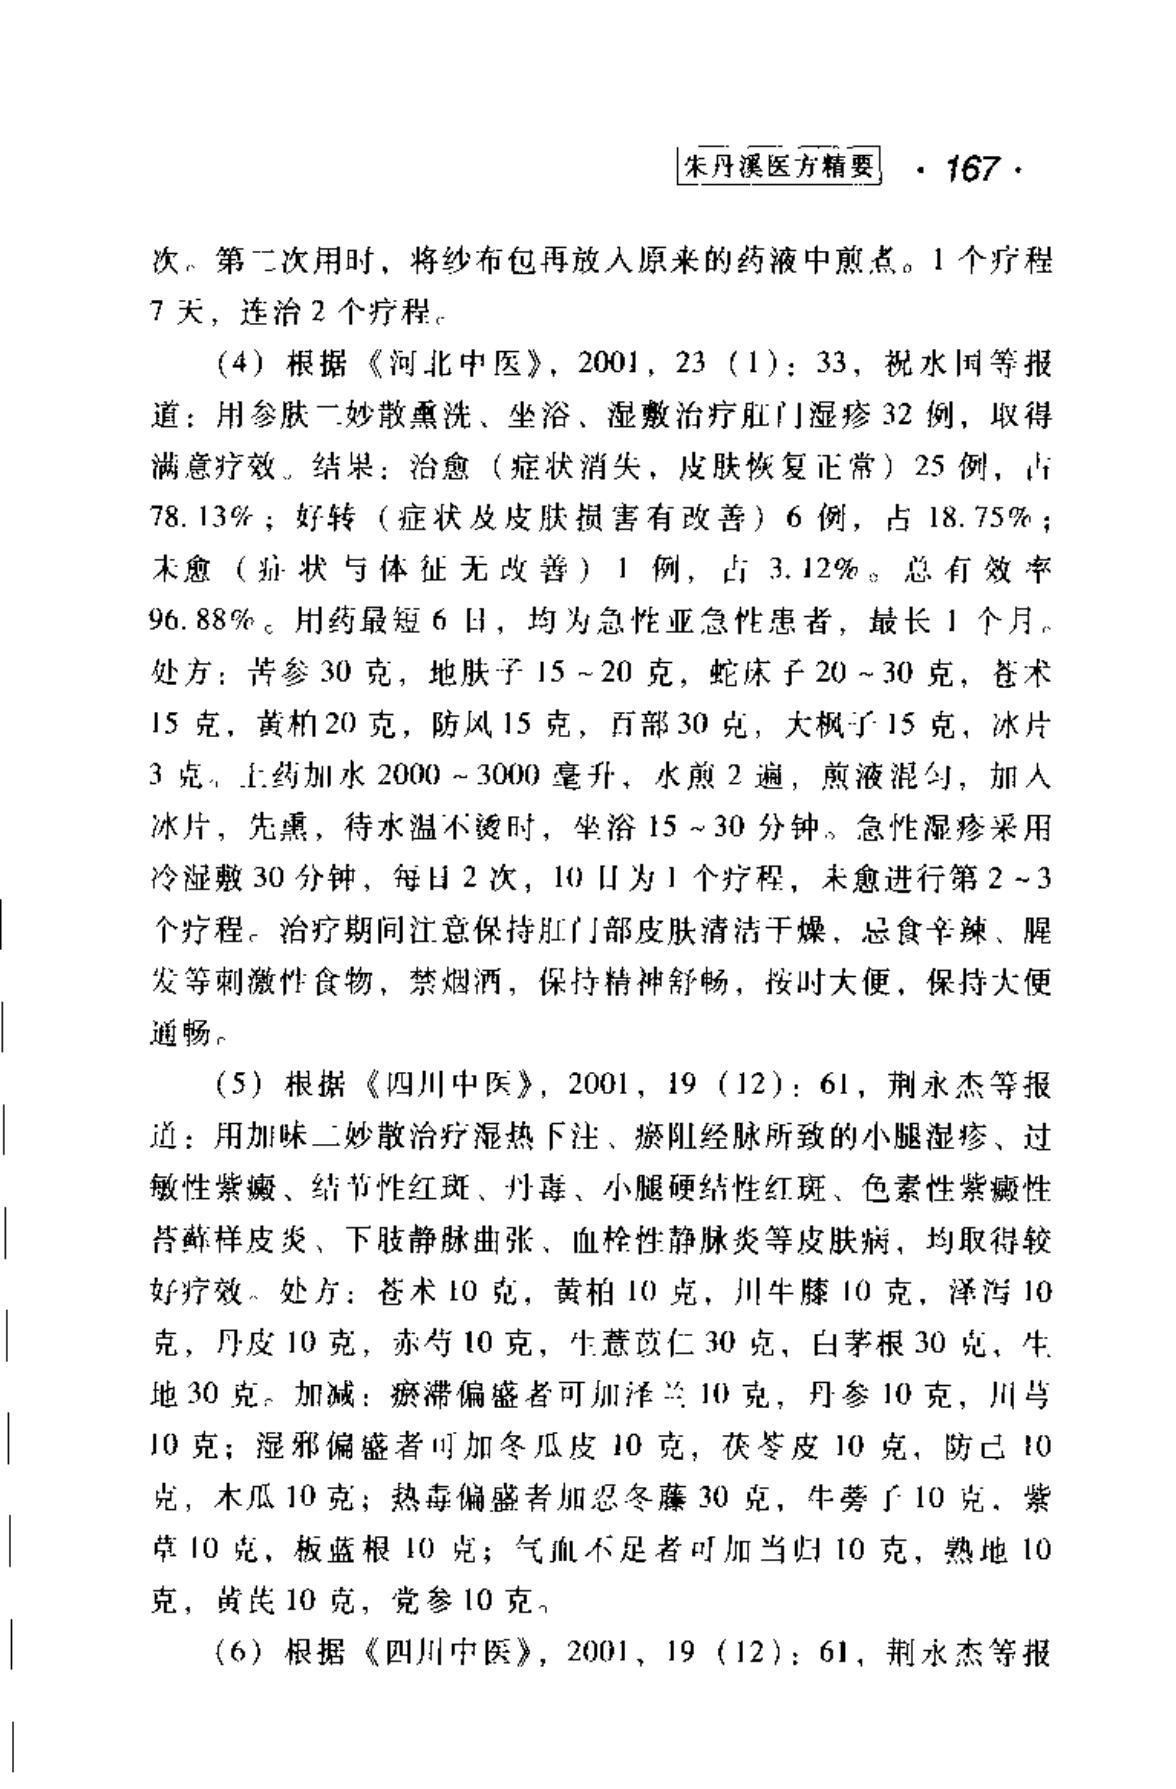 朱丹溪医方精要 · 167 ·
次。第二次用时，将纱布包再放入原来的药液中煎煮。1 个疗程
7 天，连治 2 个疗程。
（4）根据《河北中医》，2001，23（1）：33，祝水国等报
道：用参肤二妙散熏洗、坐浴、湿敷治疗肛门湿疹 32 例，取得
满意疗效。结果：治愈（症状消失，皮肤恢复正常）25 例，占
78.13%；好转（症状及皮肤损害有改善）6 例，占 18.75%；
未愈（症状与体征无改善）1 例，占 3.12%。总有效率
96.88%。用药最短 6 日，均为急性亚急性患者，最长 1 个月。
处方：苦参 30 克，地肤子 15～20 克，蛇床子 20～30 克，苍术
15 克，黄柏 20 克，防风 15 克，百部 30 克，大枫子 15 克，冰片
3 克。上药加水 2000～3000 毫升，水煎 2 遍，煎液混匀，加入
冰片，先熏，待水温不烫时，坐浴 15～30 分钟。急性湿疹采用
冷湿敷 30 分钟，每日 2 次，10 日为 1 个疗程，未愈进行第 2～3
个疗程。治疗期间注意保持肛门部皮肤清洁干燥，忌食辛辣、腥
发等刺激性食物，禁烟酒，保持精神舒畅，按时大便，保持大便
通畅。
（5）根据《四川中医》，2001，19（12）：61，荆永杰等报
道：用加味二妙散治疗湿热下注、瘀阻经脉所致的小腿湿疹、过
敏性紫癜、结节性红斑、丹毒、小腿硬结性红斑、色素性紫癜性
苔藓样皮炎、下肢静脉曲张、血栓性静脉炎等皮肤病，均取得较
好疗效。处方：苍术 10 克，黄柏 10 克，川牛膝 10 克，泽泻 10
克，丹皮 10 克，赤芍 10 克，生薏苡仁 30 克，白茅根 30 克，生
地 30 克。加减：瘀滞偏盛者可加泽兰 10 克，丹参 10 克，川芎
10 克；湿邪偏盛者可加冬瓜皮 10 克，茯苓皮 10 克，防己 10
克，木瓜 10 克；热毒偏盛者加忍冬藤 30 克，牛蒡子 10 克，紫
草 10 克，板蓝根 10 克；气血不足者可加当归 10 克，熟地 10
克，黄芪 10 克，党参 10 克。
（6）根据《四川中医》，2001，19（12）：61，荆永杰等报